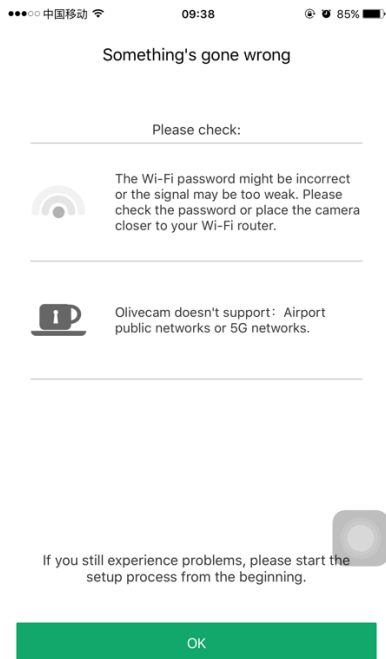 中国移动 09:38 85%
Something's gone wrong
Please check:
The Wi-Fi password might be incorrect
or the signal may be too weak. Please
check the password or place the camera
closer to your Wi-Fi router.
Olivecam doesn't support：Airport
public networks or 5G networks.
If you still experience problems, please start the
setup process from the beginning.
OK